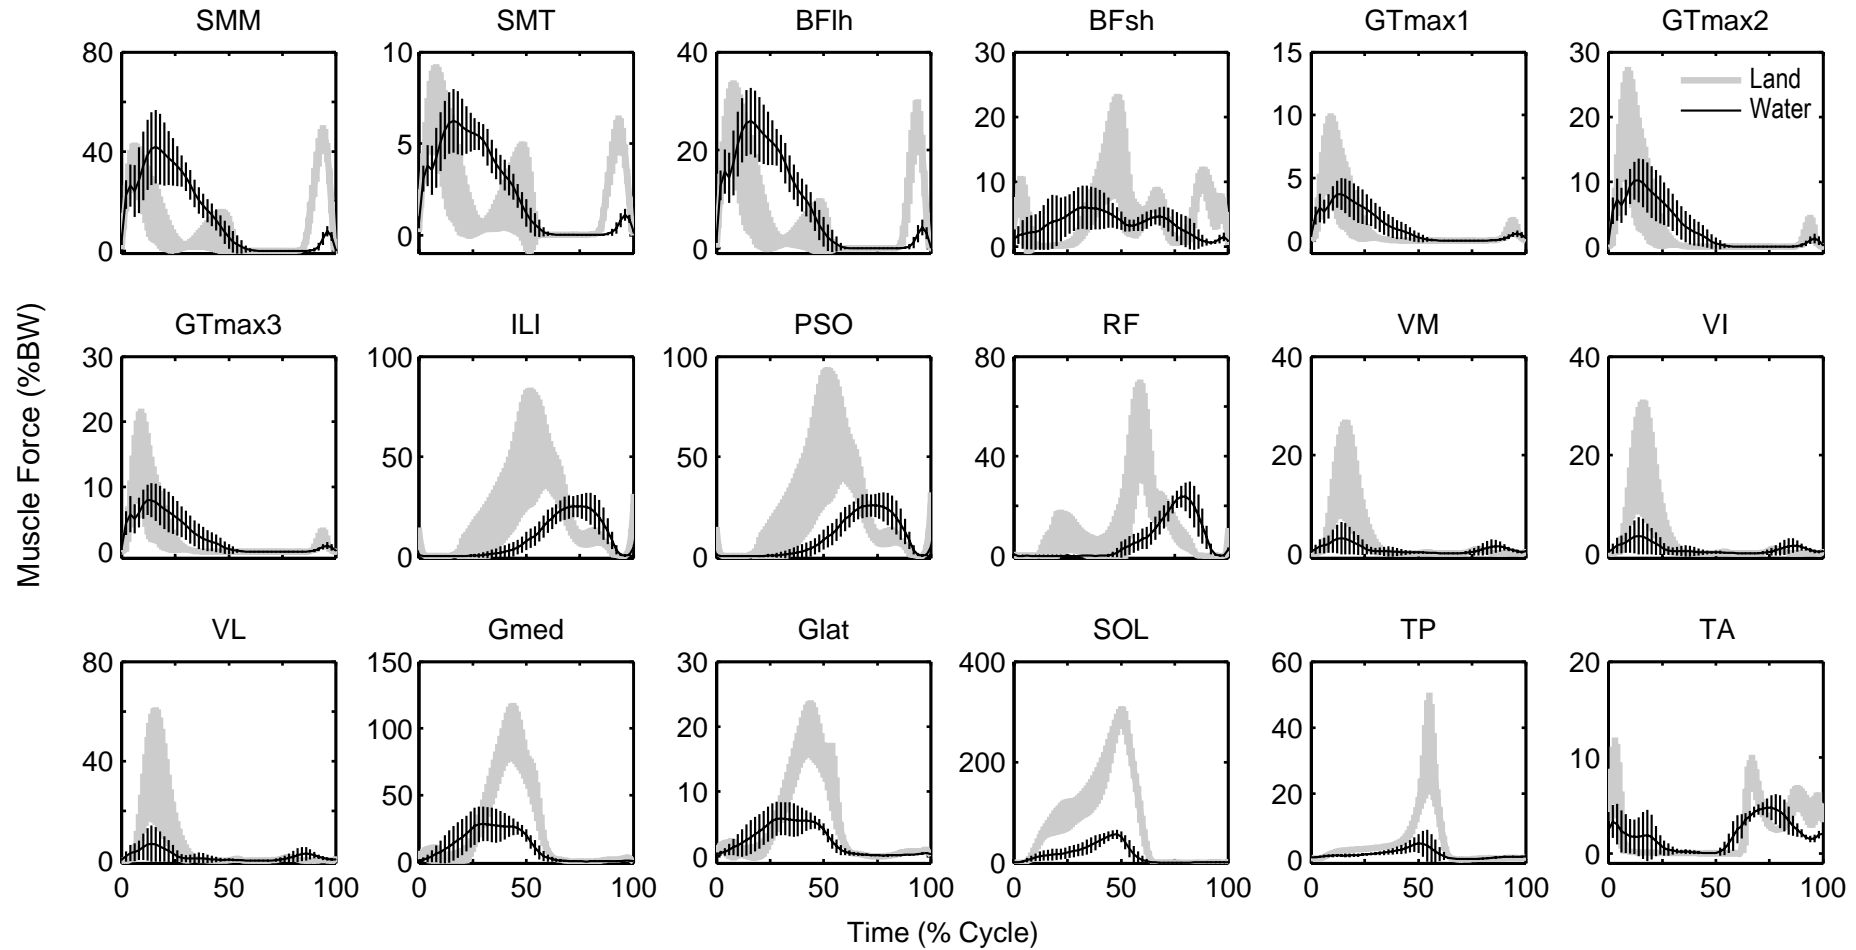 SMM SMT BFlh BFsh GTmax1 GTmax2
80 10 40 30 15 30
Land
Water
40 5 20 20 10 20
10 5 10
0 0 0 0 0 0
Muscle Force (%BW)
GTmax3 ILI PSO RF VM VI
30 100 100 80 40 40
20 50 50 40 20 20
10
0 0 0 0 0 0
VL Gmed Glat SOL TP TA
80 150 30 400 60 20
40 100 20 200 40 10
50 10 20
0 0 0 0 0 0
0 50 100 0 50 100 0 50 100 0 50 100 0 50 100 0 50 100
Time (% Cycle)